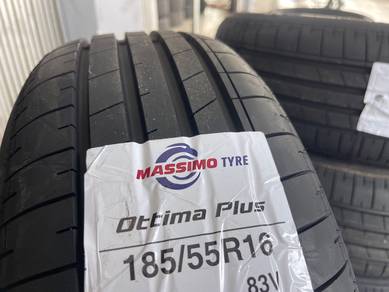 MASSIMO TYRE
Ottima Plus
185/55R16
83V